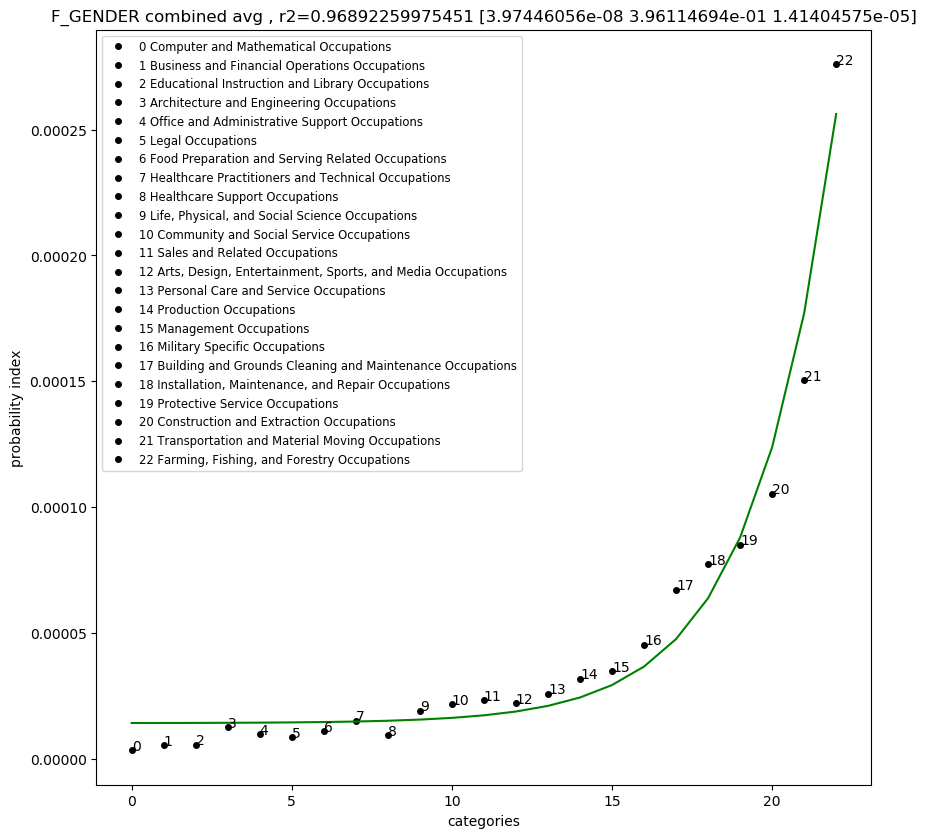 F_GENDER combined avg , r2=0.96892259975451 [3.97446056e-08 3.96114694e-01 1.41404575e-05]
0 Computer and Mathematical Occupations
1 Business and Financial Operations Occupations
2 Educational Instruction and Library Occupations
3 Architecture and Engineering Occupations
4 Office and Administrative Support Occupations
5 Legal Occupations
6 Food Preparation and Serving Related Occupations
7 Healthcare Practitioners and Technical Occupations
8 Healthcare Support Occupations
9 Life, Physical, and Social Science Occupations
10 Community and Social Service Occupations
11 Sales and Related Occupations
12 Arts, Design, Entertainment, Sports, and Media Occupations
13 Personal Care and Service Occupations
14 Production Occupations
15 Management Occupations
16 Military Specific Occupations
17 Building and Grounds Cleaning and Maintenance Occupations
18 Installation, Maintenance, and Repair Occupations
19 Protective Service Occupations
20 Construction and Extraction Occupations
21 Transportation and Material Moving Occupations
22 Farming, Fishing, and Forestry Occupations
probability index
0.00025
0.00020
0.00015
0.00010
0.00005
0.00000
0
1
2
3
4
5
6
7
8
9
10
11
12
13
14
15
16
17
18
19
20
21
22
0
5
10
15
20
categories